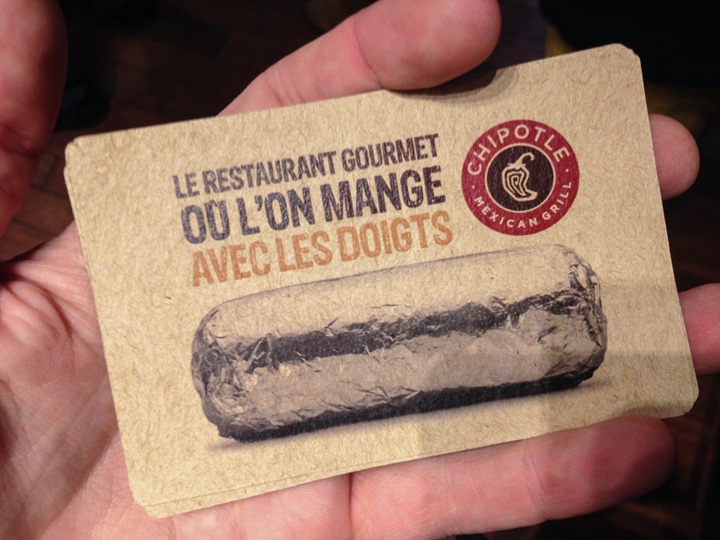 LE RESTAURANT GOURMET
OÙ L'ON MANGE
AVEC LES DOIGTS
CHIPOTLE
MEXICAN GRILL